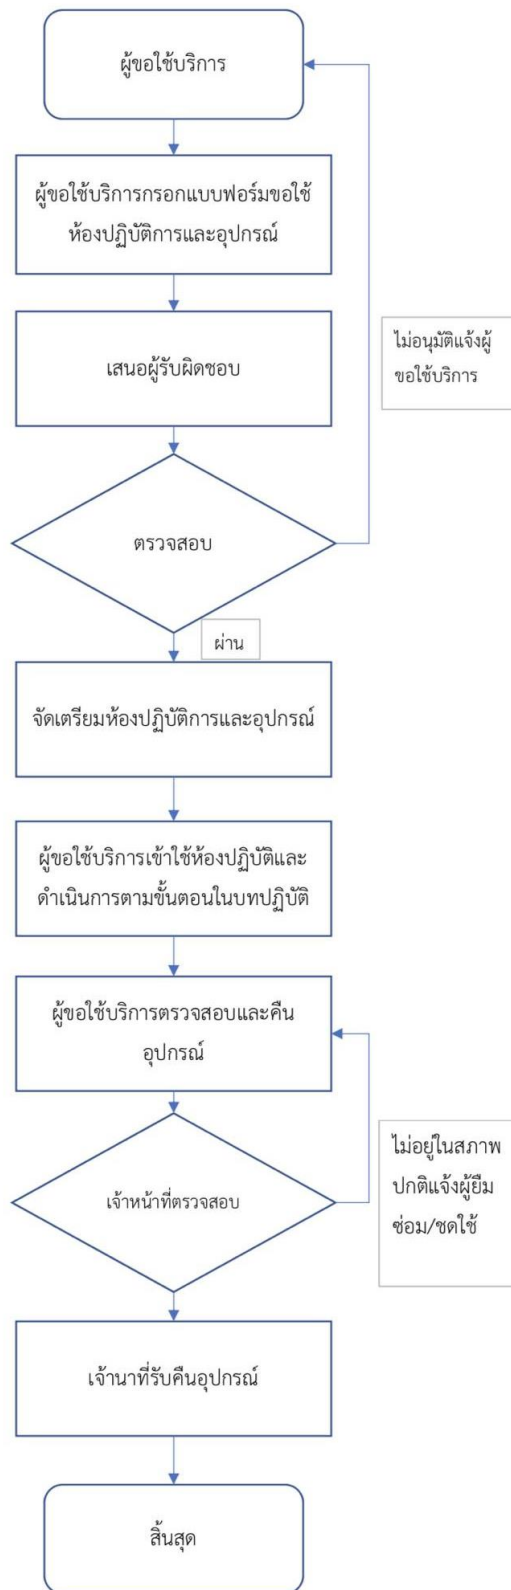 ผู้ขอใช้บริการ
ผู้ขอใช้บริการกรอกแบบฟอร์มขอใช้
ห้องปฏิบัติการและอุปกรณ์
เสนอผู้รับผิดชอบ
ไม่อนุมัติแจ้งผู้
ขอใช้บริการ
ตรวจสอบ
ผ่าน
จัดเตรียมห้องปฏิบัติการและอุปกรณ์
ผู้ขอใช้บริการเข้าใช้ห้องปฏิบัติและ
ดำเนินการตามขั้นตอนในบทปฏิบัติ
ผู้ขอใช้บริการตรวจสอบและคืน
อุปกรณ์
ไม่อยู่ในสภาพ
ปกติแจ้งผู้ยืม
ซ่อม/ชดใช้
เจ้าหน้าที่ตรวจสอบ
เจ้านาที่รับคืนอุปกรณ์
สิ้นสุด